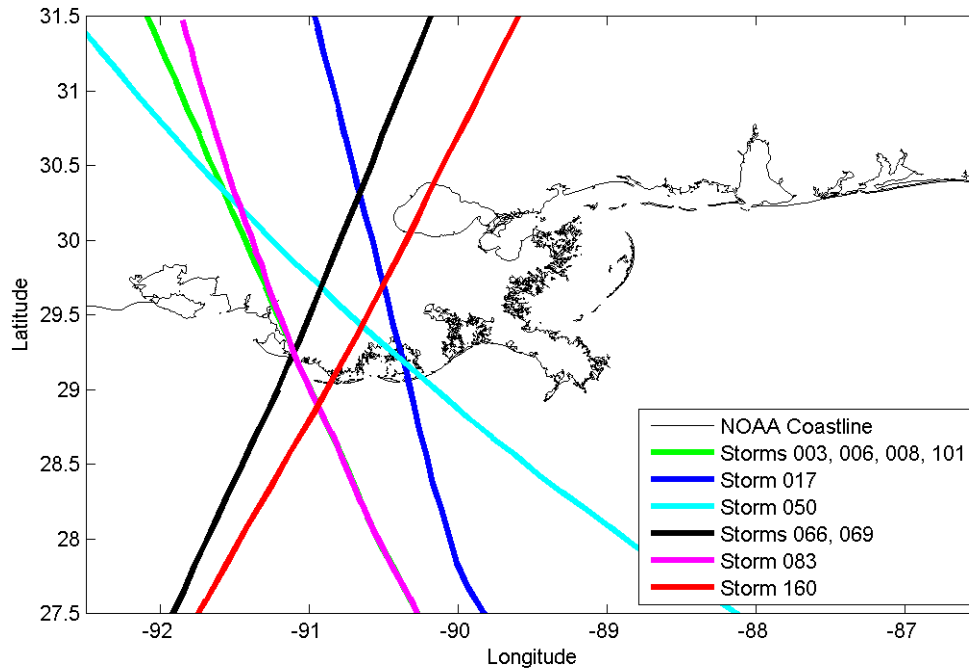 31.5
31
30.5
30
29.5
29
28.5
28
27.5
Latitude
-92
-91
-90
-89
-88
-87
Longitude
NOAA Coastline
Storms 003, 006, 008, 101
Storm 017
Storm 050
Storms 066, 069
Storm 083
Storm 160